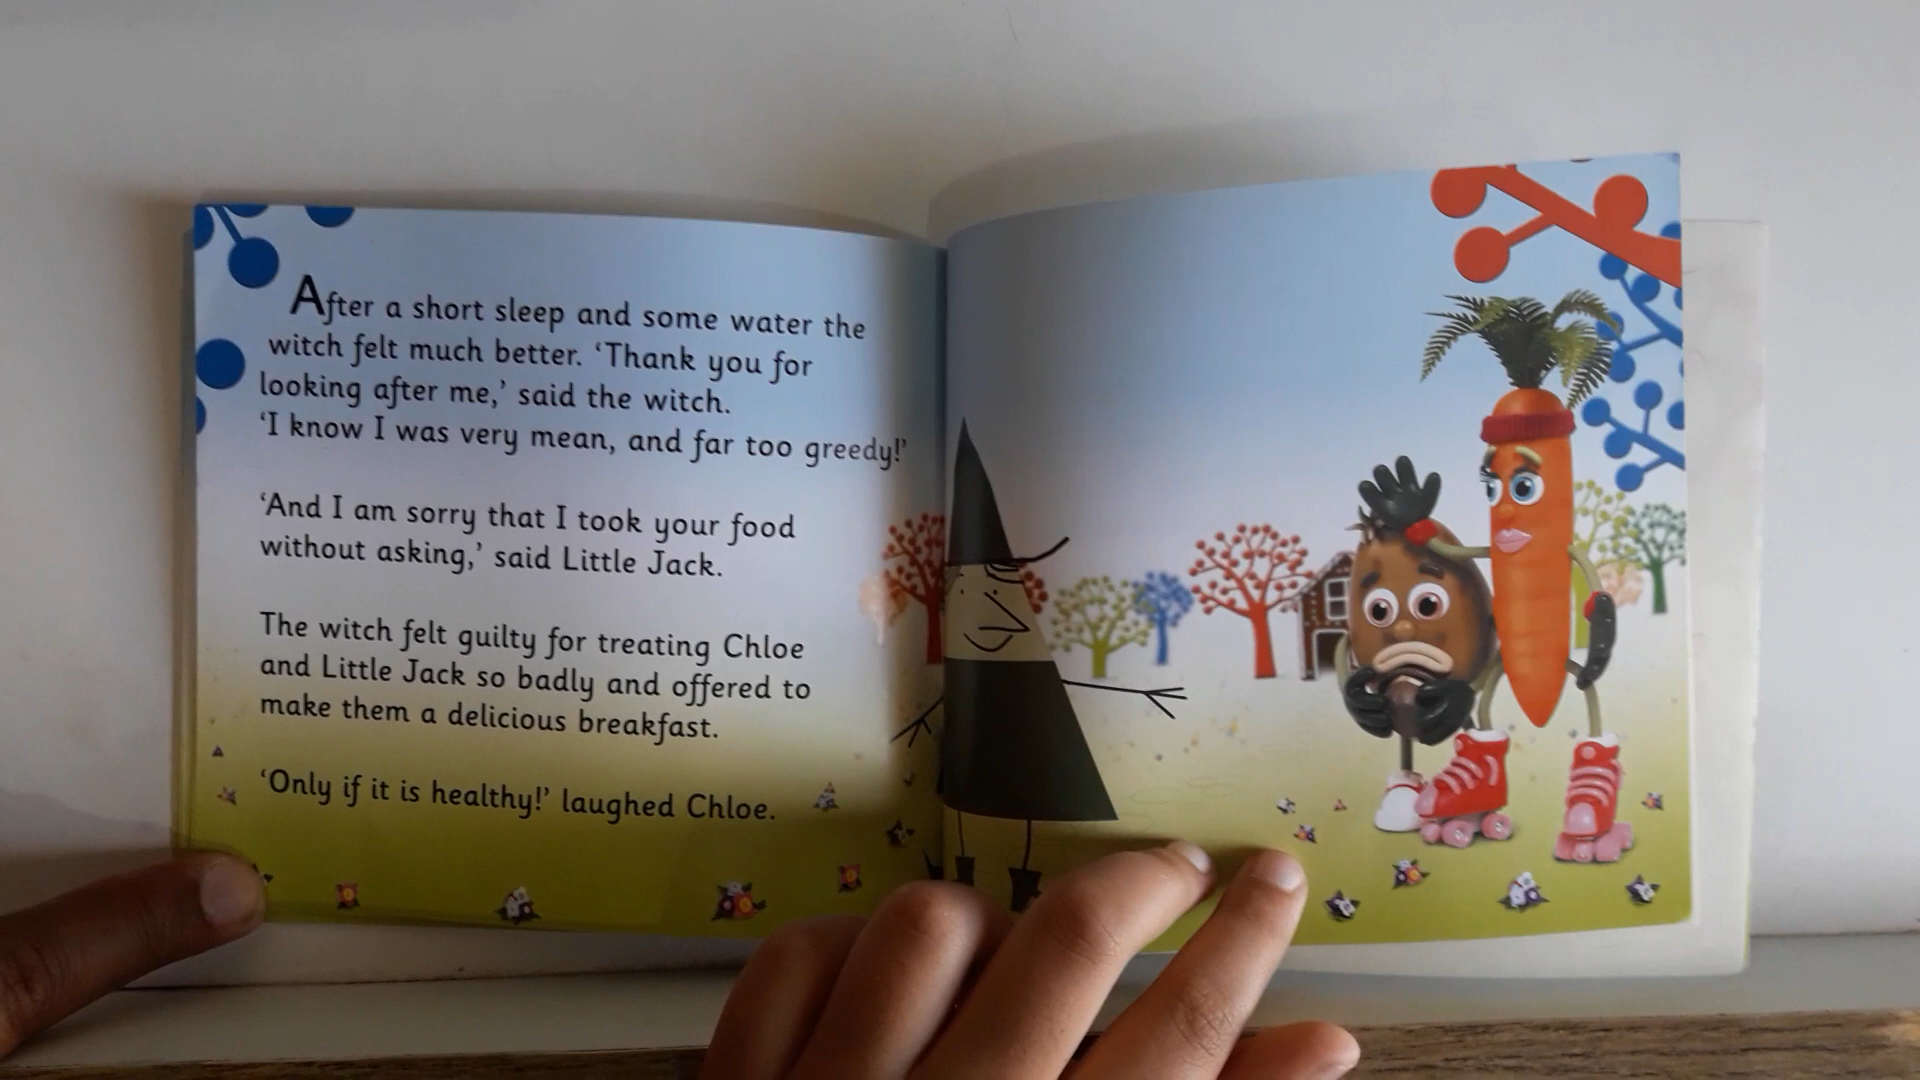 After a short sleep and some water the
witch felt much better. ‘Thank you for
looking after me,’ said the witch.
‘I know I was very mean, and far too greedy!’
‘And I am sorry that I took your food
without asking,’ said Little Jack.
The witch felt guilty for treating Chloe
and Little Jack so badly and offered to
make them a delicious breakfast.
‘Only if it is healthy!’ laughed Chloe.